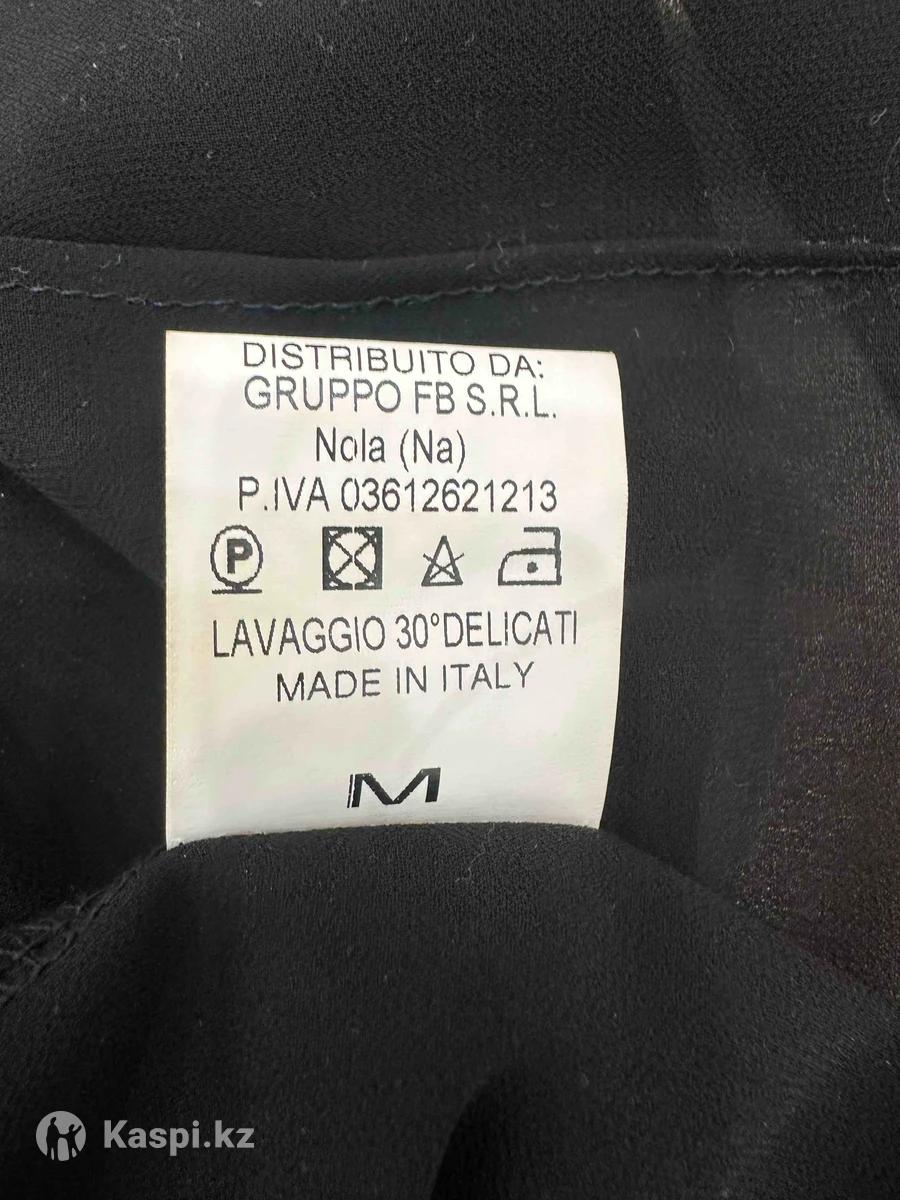 DISTRIBUITO DA:
GRUPPO FB S.R.L.
Nola (Na)
P.IVA 03612621213
P
LAVAGGIO 30°DELICATI
MADE IN ITALY
M
Kaspi.kz